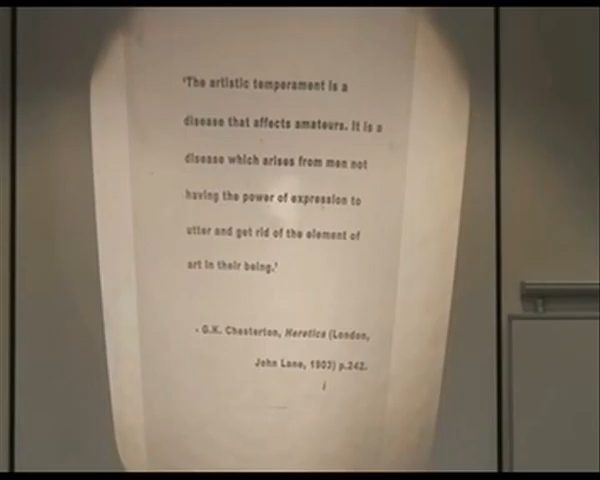 'The artistic temperament is a
disease that affects amateurs. It is a
disease which arises from men not
having the power of expression to
utter and get rid of the element of
art in their being.'
- G.K. Chesterton, Heretics (London,
John Lane, 1903) p.242.
i